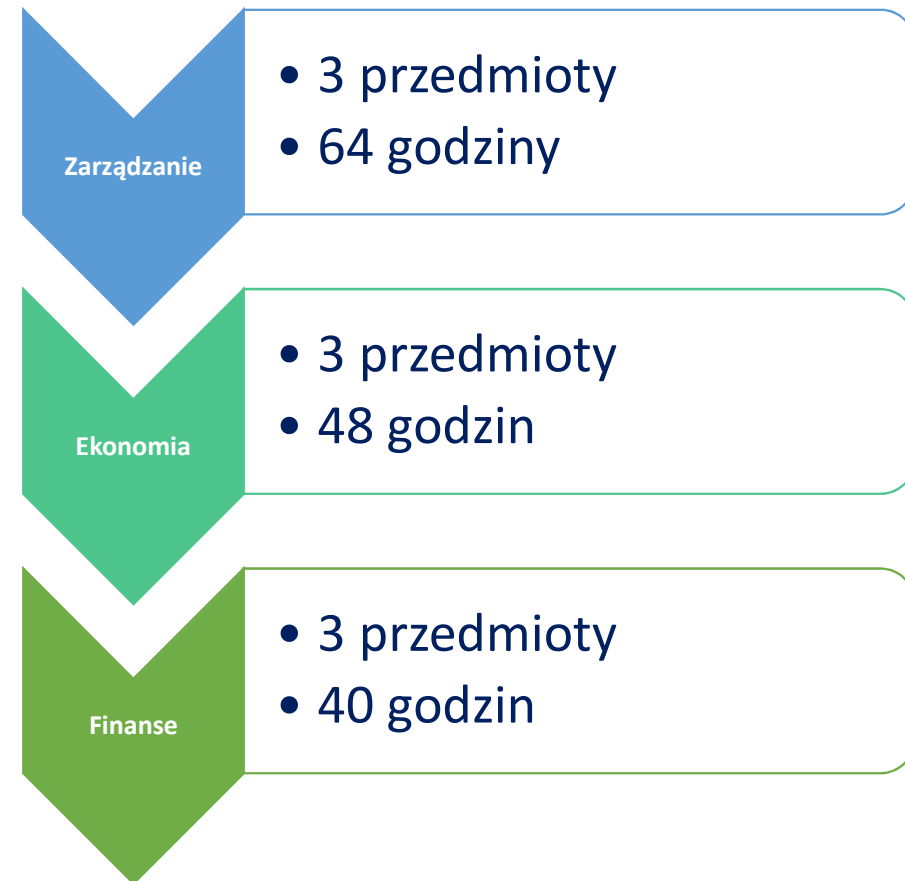 Zarządzanie
• 3 przedmioty
• 64 godziny
Ekonomia
• 3 przedmioty
• 48 godzin
Finanse
• 3 przedmioty
• 40 godzin